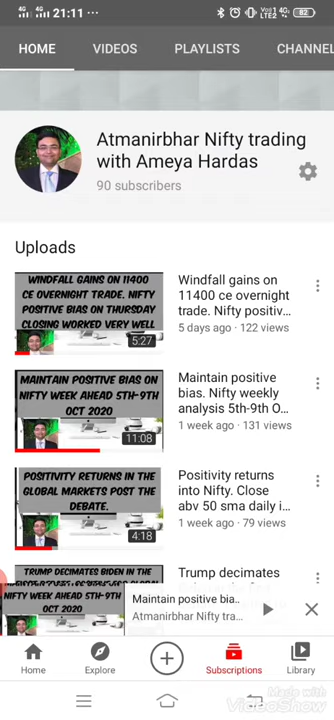 4G 4G 21:11 ...
Vo1 LTE2 4G 82
HOME VIDEOS PLAYLISTS CHANNEL
Atmanirbhar Nifty trading
with Ameya Hardas
90 subscribers
Uploads
WINDFALL GAINS ON 11400
CE OVERNIGHT TRADE. NIFTY
POSITIVE BIAS ON THURSDAY
CLOSING WORKED VERY WELL
5:27
Windfall gains on
11400 ce overnight
trade. Nifty positiv...
5 days ago · 122 views
MAINTAIN POSITIVE BIAS ON
NIFTY WEEK AHEAD 5TH-9TH
OCT 2020
11:08
Maintain positive
bias. Nifty weekly
analysis 5th-9th O...
1 week ago · 131 views
POSITIVITY RETURNS IN THE
GLOBAL MARKETS POST THE
DEBATE.
4:18
Positivity returns
into Nifty. Close
abv 50 sma daily i...
1 week ago · 79 views
TRUMP DECIMATES BIDEN IN THE
Trump decimates
NIFTY WEEK AHEAD 5TH-9TH
OCT 2020
Maintain positive bia..
Atmanirbhar Nifty tra...
Home Explore Subscriptions Library
Made with
VideoShow